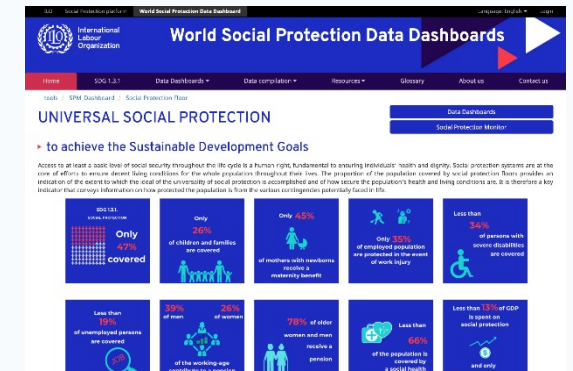 ILO Social Protection platform World Social Protection Data Dashboard Language: English Login
International
Labour
Organization
World Social Protection Data Dashboards
Home SDG 1.3.1 Data Dashboards Data compilation Resources Glossary About us Contact us
tools / SPM_Dashboard / Social Protection Floor
UNIVERSAL SOCIAL PROTECTION
Data Dashboards
Social Protection Monitor
to achieve the Sustainable Development Goals
Access to at least a basic level of social security throughout the life cycle is a human right, fundamental to ensuring individuals' health and dignity. Social protection systems are at the
core of efforts to ensure decent living conditions for the whole population throughout their lives. The proportion of the population covered by social protection floors provides an
indication of the extent to which the ideal of the universality of social protection is accomplished and of how secure the population's health and living conditions are. It is therefore a key
indicator that conveys information on how protected the population is from the various contingencies potentially faced in life.
SDG 1.3.1.
SOCIAL PROTECTION
Only
47%
covered
Only
26%
of children and families
are covered
Only 45%
of mothers with newborns
receive a
maternity benefit
Only 35%
of employed population
are protected in the event
of work injury
Less than
34%
of persons with
severe disabilities
are covered
Less than
19%
of unemployed persons
are covered
JOB
39% 26%
of men of women
of the working-age
contribute to a pension
78% of older
women and men
receive a
pension
Less than
66%
of the population is
covered by
a social health
Less than 13% of GDP
is spent on
social protection
$
and only